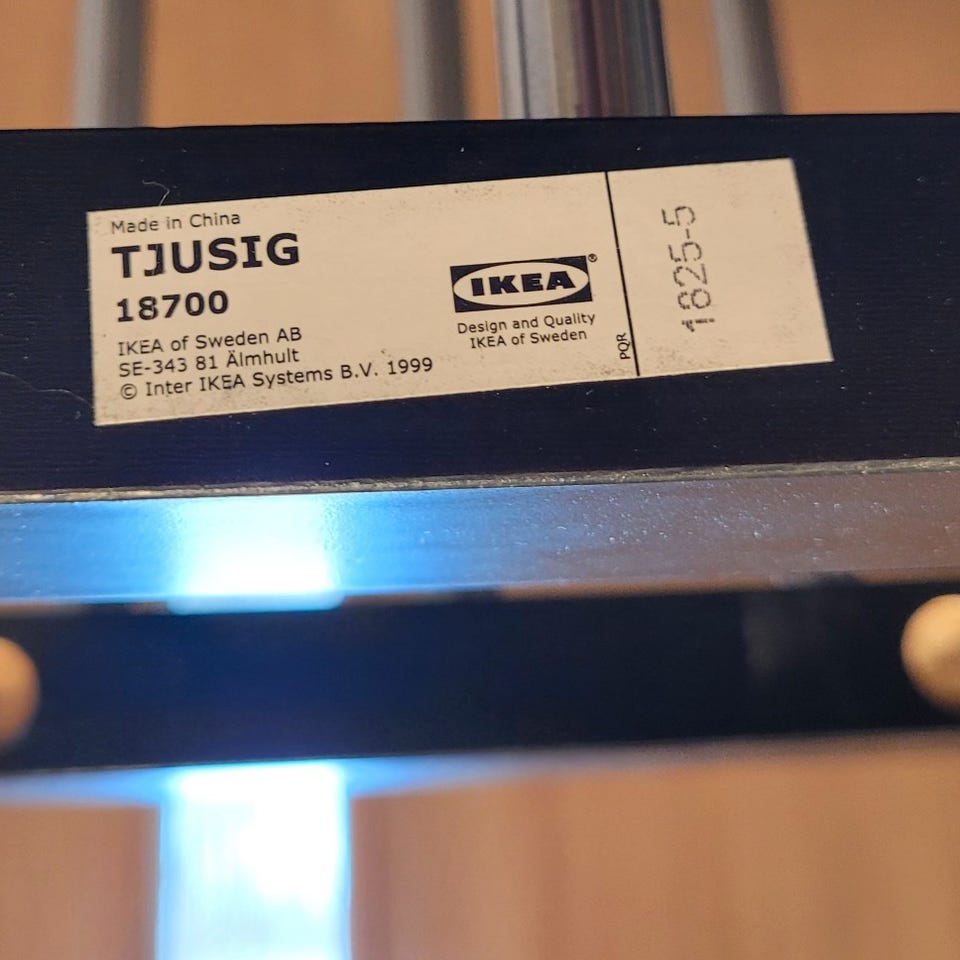 Made in China
TJUSIG
18700
IKEA of Sweden AB
SE-343 81 Älmhult
© Inter IKEA Systems B.V. 1999
IKEA®
Design and Quality
IKEA of Sweden
PQR
1825-5